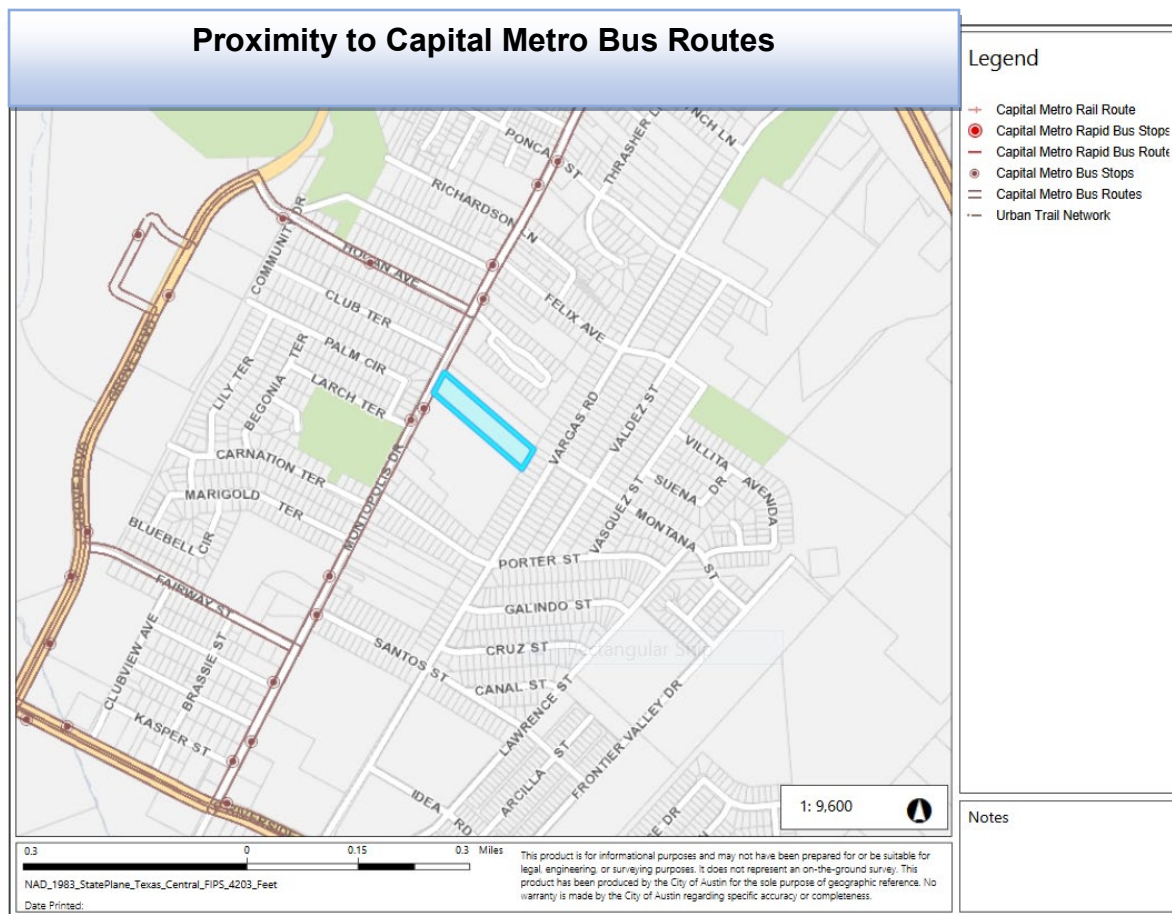 Proximity to Capital Metro Bus Routes
Legend
Capital Metro Rail Route
Capital Metro Rapid Bus Stops
Capital Metro Rapid Bus Route
Capital Metro Bus Stops
Capital Metro Bus Routes
Urban Trail Network
PONCA ST
THRASHER L
NCH LN
RICHARDSON LN
COMMUNITY DR
HOGAN AVE
CLUB TER
FELIX AVE
PALM CIR
LARCH TER
LILY TER
BEGONIA TER
GROVE BLVD
VARGAS RD
VALDEZ ST
VILLITA AVENIDA
SUENA DR
CARNATION TER
MARIGOLD TER
MONTOPOLIS DR
VASQUEZ ST
MONTANA ST
GROVE BLVD
BLUEBELL CIR
PORTER ST
FAIRWAY ST
GALINDO ST
CRUZ ST
Rectangular Snip
SANTOS ST
CANAL ST
CLUBVIEW AVE
BRASSIE ST
KASPER ST
LAWRENCE ST
ARCILLA ST
FRONTIER VALLEY DR
IDEA RD
RIVERSIDE
E DR
1: 9,600
Notes
0.3 0 0.15 0.3 Miles
NAD_1983_StatePlane_Texas_Central_FIPS_4203_Feet
Date Printed:
This product is for informational purposes and may not have been prepared for or be suitable for
legal, engineering, or surveying purposes. It does not represent an on-the-ground survey. This
product has been produced by the City of Austin for the sole purpose of geographic reference. No
warranty is made by the City of Austin regarding specific accuracy or completeness.